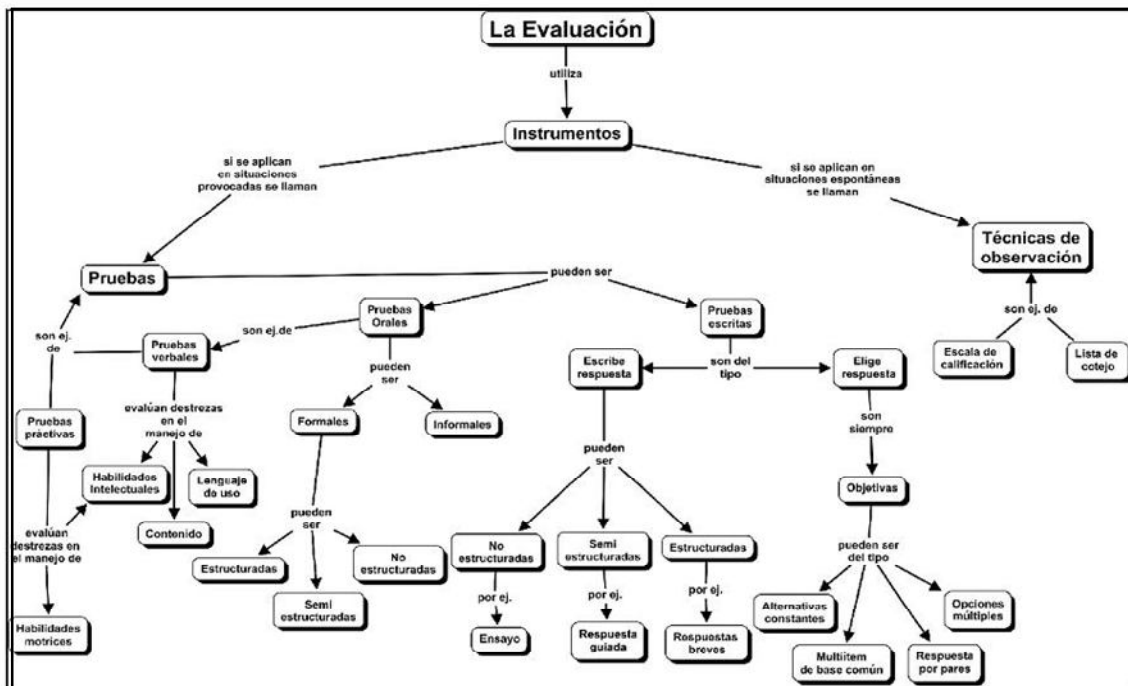 La Evaluación
utiliza
Instrumentos
si se aplican
en situaciones
provocadas se llaman
si se aplican en
situaciones espontáneas
se llaman
Técnicas de
observación
Pruebas
pueden ser
Pruebas
Orales
Pruebas
escritas
son ej.
de
son ej.de
Pruebas
verbales
pueden
ser
Escribe
respuesta
son del
tipo
Elige
respuesta
son ej. de
Escala de
calificación
Lista de
cotejo
Pruebas
práctivas
evalúan destrezas
en el
manejo de
Formales
Informales
son
siempre
Habilidades
Intelectuales
Lenguaje
de uso
pueden
ser
Objetivas
evalúan
destrezas en
el manejo de
Contenido
pueden
ser
Estructuradas
No
estructuradas
Semi
estructuradas
No
estructuradas
Semi
estructuradas
Estructuradas
pueden ser
del tipo
por ej.
por ej.
por ej.
Habilidades
motrices
Ensayo
Respuesta
guiada
Respuestas
breves
Alternativas
constantes
Opciones
múltiples
Multiitem
de base común
Respuesta
por pares